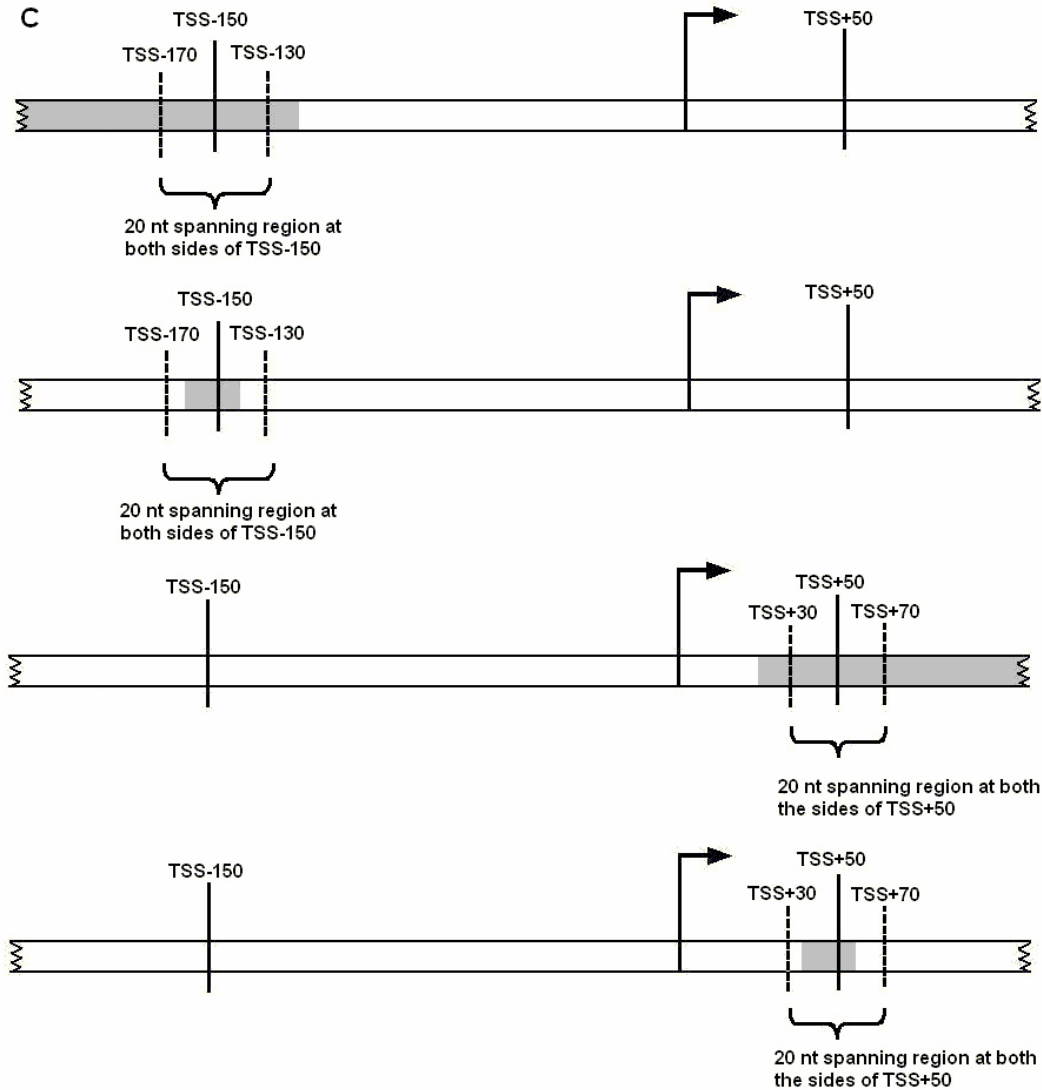 C
TSS-150
TSS+50
TSS-170
TSS-130
20 nt spanning region at
both sides of TSS-150
TSS-150
TSS+50
TSS-170
TSS-130
20 nt spanning region at
both sides of TSS-150
TSS-150
TSS+50
TSS+30
TSS+70
20 nt spanning region at both
the sides of TSS+50
TSS-150
TSS+50
TSS+30
TSS+70
20 nt spanning region at both
the sides of TSS+50